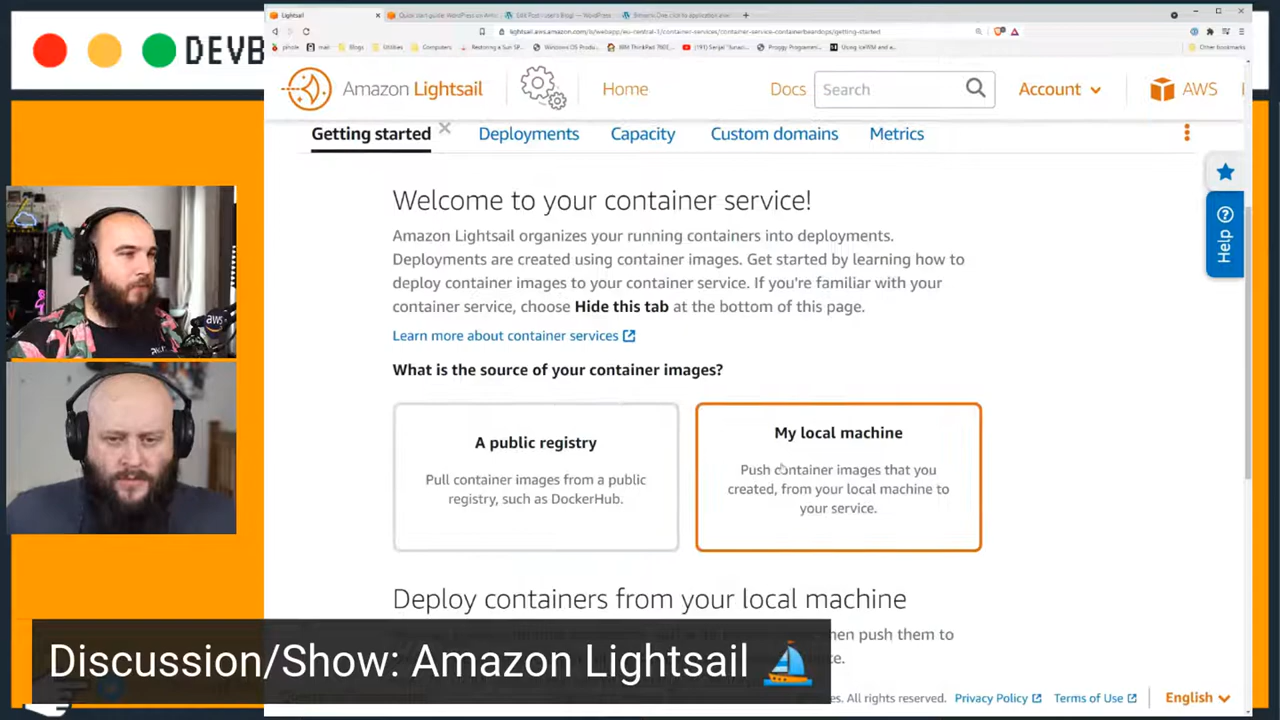 DEVB
Lightsail
Amazon Lightsail
Home
Docs
Search
Account
AWS
Getting started
Deployments
Capacity
Custom domains
Metrics
Help
Welcome to your container service!
Amazon Lightsail organizes your running containers into deployments.
Deployments are created using container images. Get started by learning how to
deploy container images to your container service. If you're familiar with your
container service, choose Hide this tab at the bottom of this page.
Learn more about container services
What is the source of your container images?
A public registry
Pull container images from a public
registry, such as DockerHub.
My local machine
Push container images that you
created, from your local machine to
your service.
Deploy containers from your local machine
then push them to
aws
Discussion/Show: Amazon Lightsail
All rights reserved.
Privacy Policy
Terms of Use
English